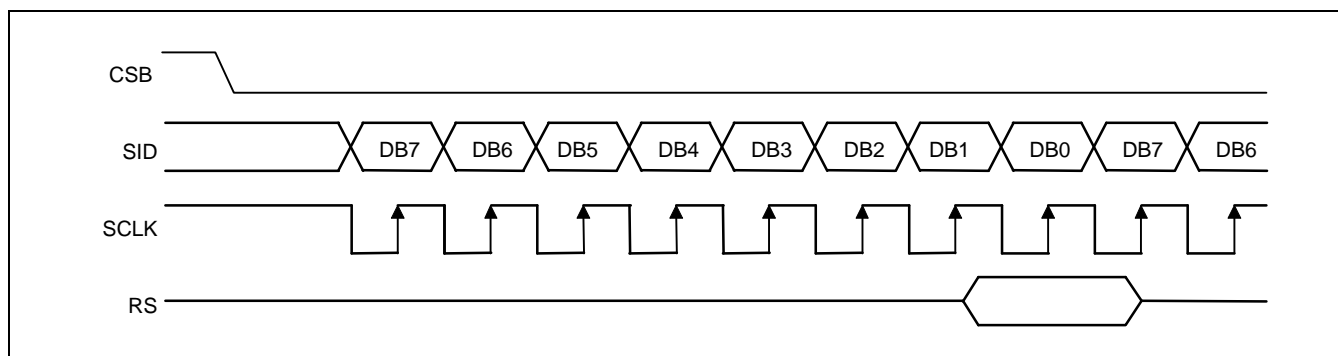 CSB
SID DB7 DB6 DB5 DB4 DB3 DB2 DB1 DB0 DB7 DB6
SCLK
RS